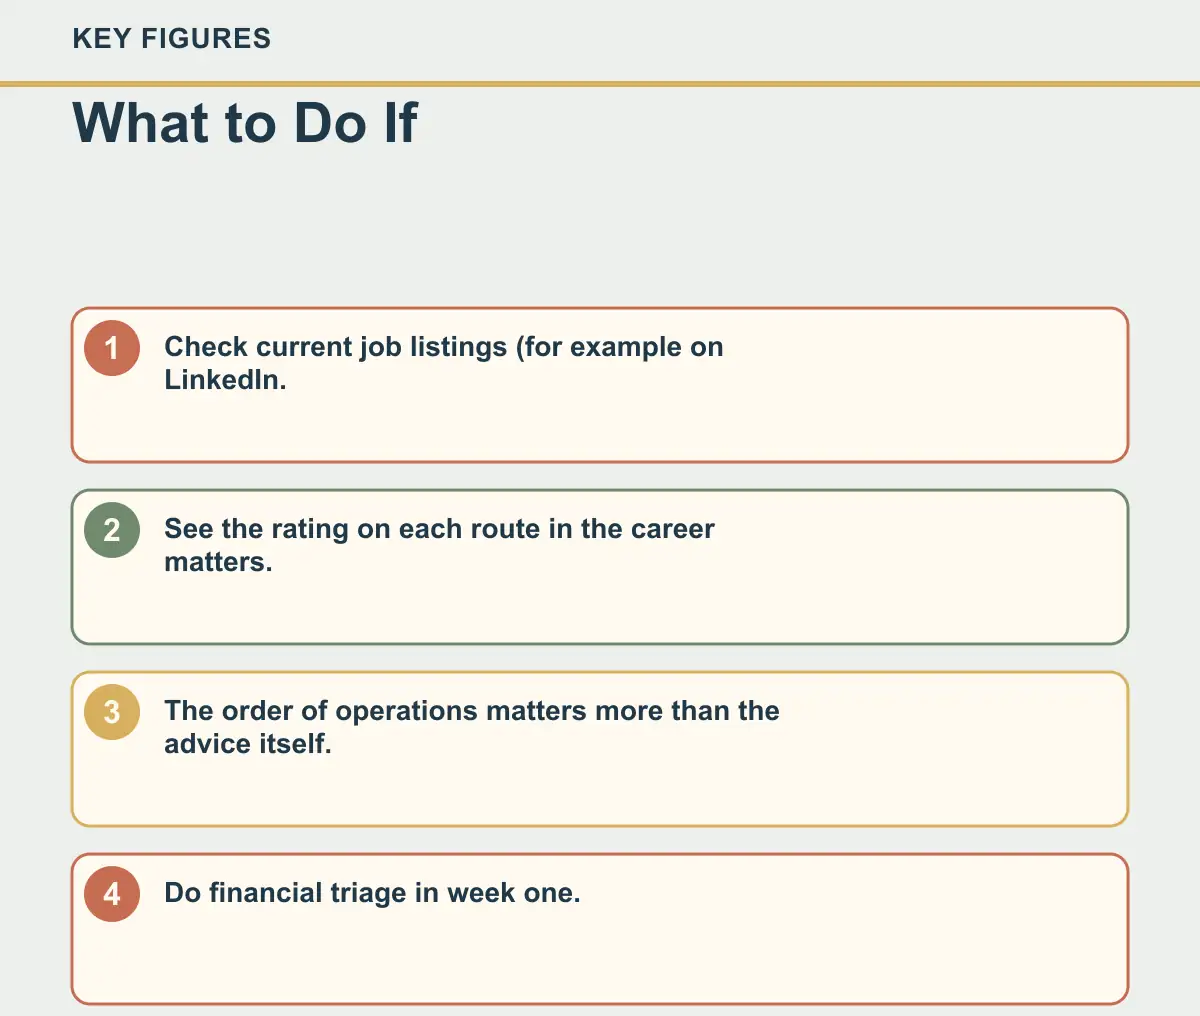 KEY FIGURES
What to Do If
1
Check current job listings (for example on
LinkedIn.
2
See the rating on each route in the career
matters.
3
The order of operations matters more than the
advice itself.
4
Do financial triage in week one.